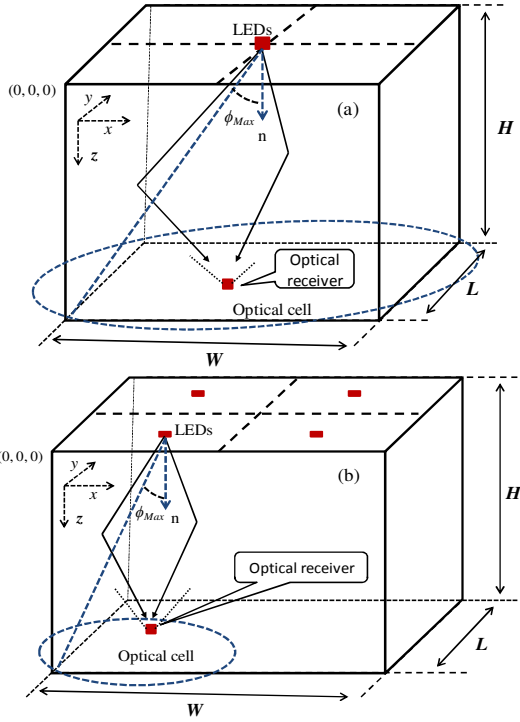 LEDs
(0, 0, 0)
y
x
z
ϕMax
n
(a)
H
Optical
receiver
Optical cell
L
W
LEDs
(0, 0, 0)
y
x
z
ϕMax
n
(b)
H
Optical receiver
Optical cell
L
W